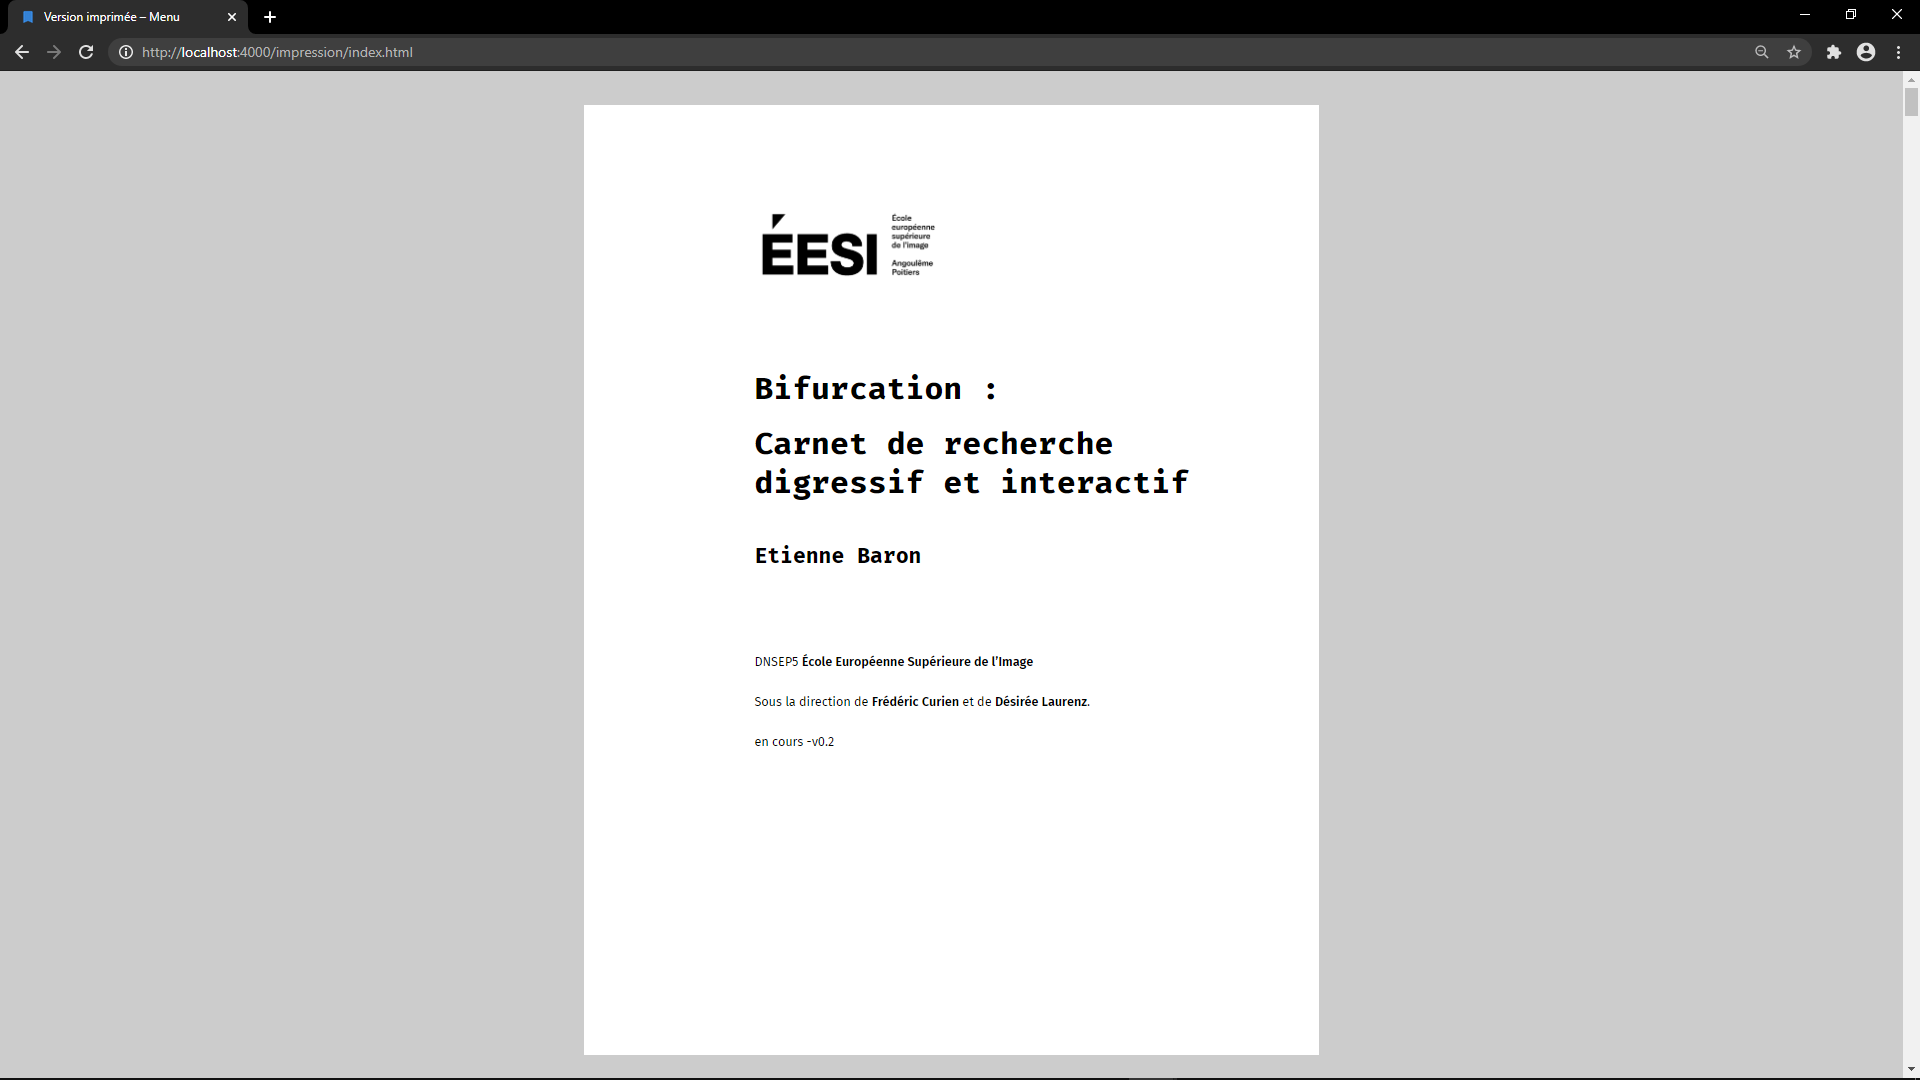 Version imprimée – Menu
http://localhost:4000/impression/index.html
ÉESI
École
européenne
supérieure
de l'image
Angoulême
Poitiers
Bifurcation :
Carnet de recherche
digressif et interactif
Etienne Baron
DNSEP5 École Européenne Supérieure de l'Image
Sous la direction de Frédéric Curien et de Désirée Laurenz.
en cours -v0.2